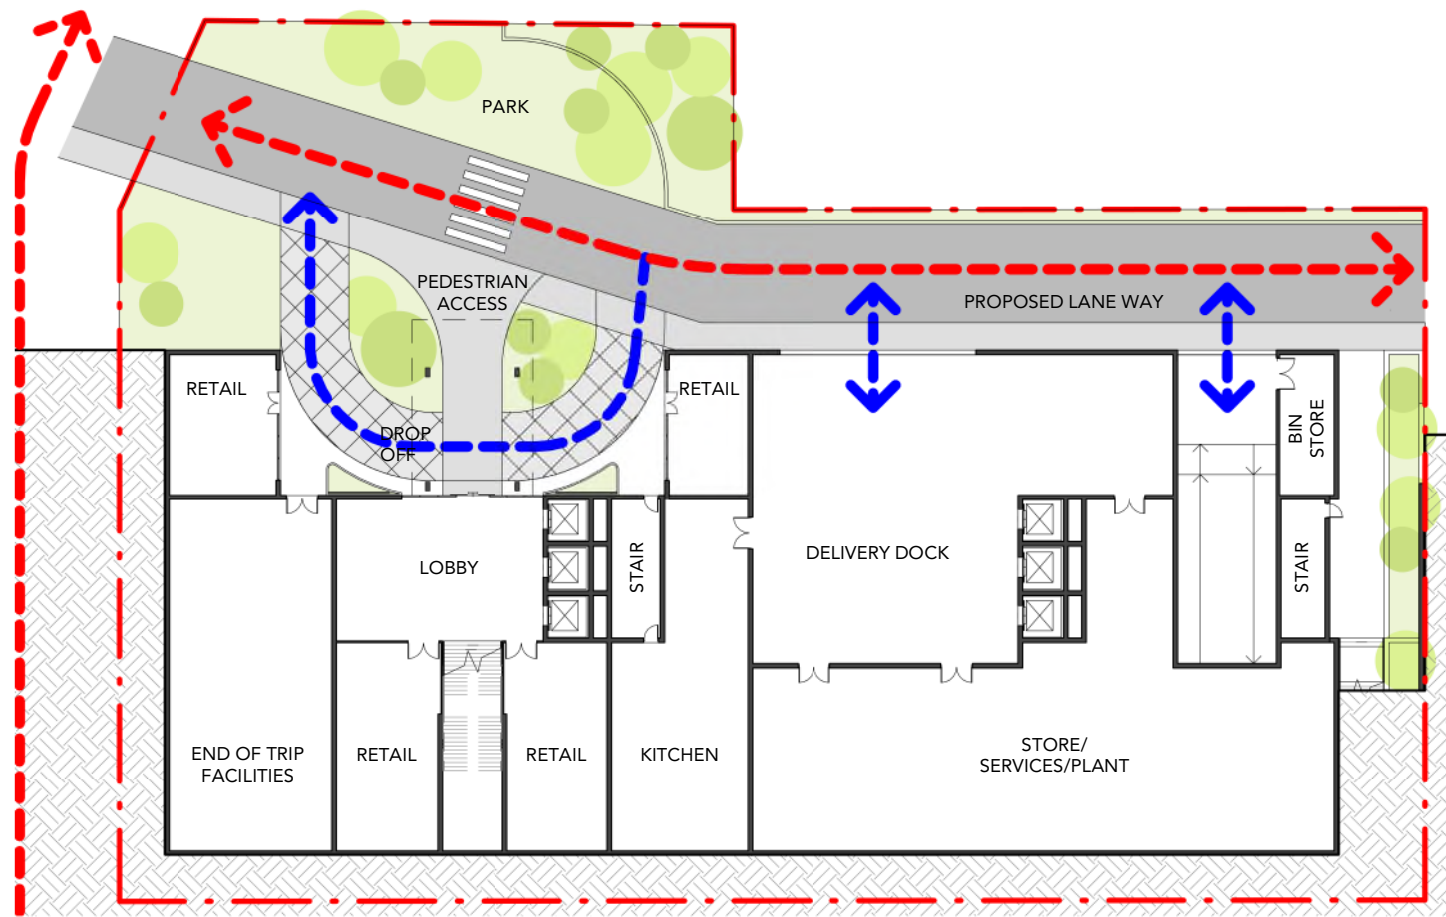 PARK
PEDESTRIAN
ACCESS
PROPOSED LANE WAY
RETAIL
RETAIL
DROP
OFF
BIN
STORE
LOBBY
STAIR
DELIVERY DOCK
STAIR
END OF TRIP
FACILITIES
RETAIL
RETAIL
KITCHEN
STORE/
SERVICES/PLANT